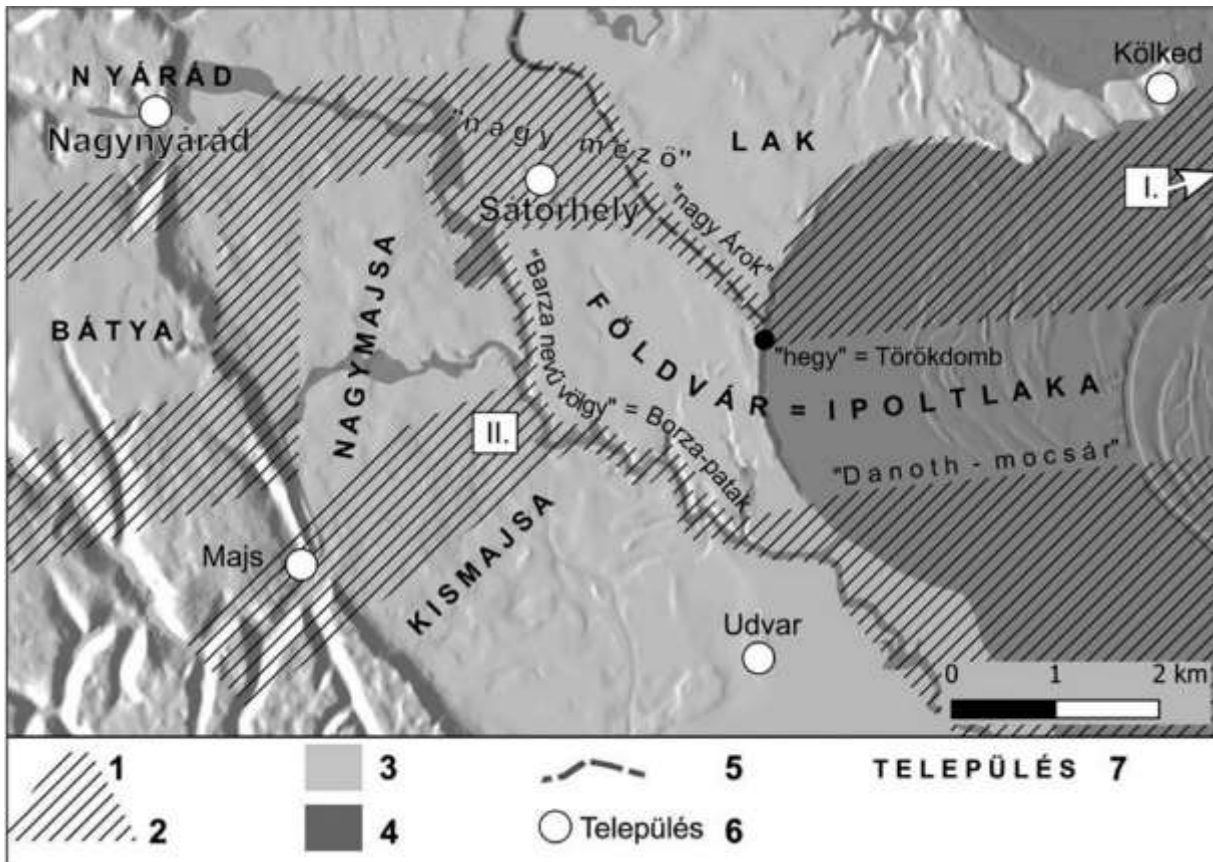 Kölked
NYÁRÁD
Nagynyárád
"nagy mező"
LAK
I.
Sátorhely
"nagy Árok"
NAGYMAJSA
"Barza nevű völgy" = Borza-patak
FÖLDVÁR = IPOLTLAKA
BÁTYA
"hegy" = Törökdomb
II.
"Danoth - mocsár"
Majs
KISMAJSA
Udvar
0 1 2 km
1 3 5 TELEPÜLÉS 7
2 4 Település 6